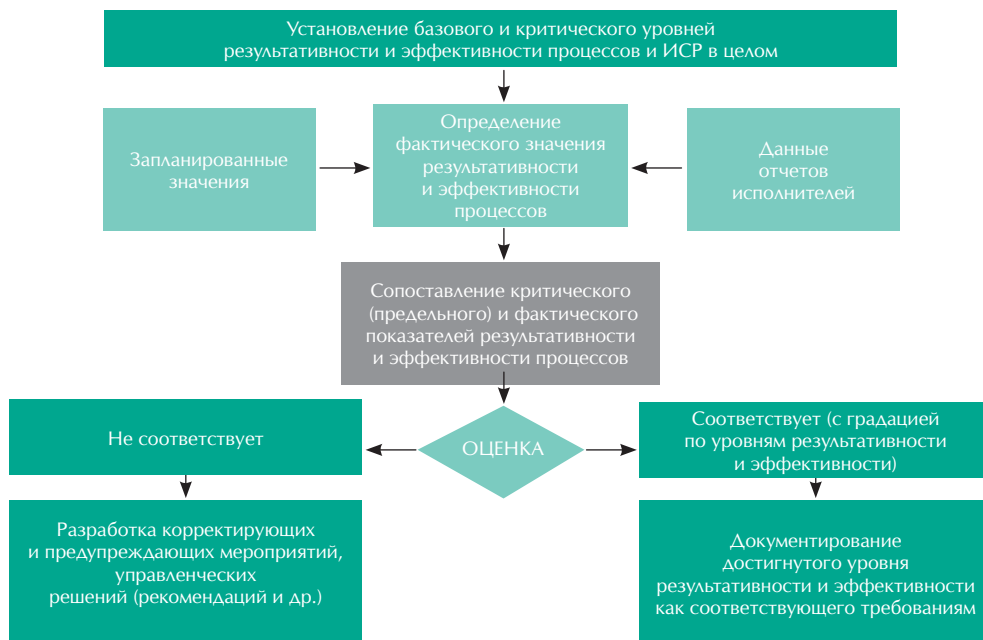 Установление базового и критического уровней
результативности и эффективности процессов и ИСР в целом
Запланированные
значения
Определение
фактического значения
результативности
и эффективности
процессов
Данные
отчетов
исполнителей
Сопоставление критического
(предельного) и фактического
показателей результативности
и эффективности процессов
Не соответствует
ОЦЕНКА
Соответствует (с градацией
по уровням результативности
и эффективности)
Разработка корректирующих
и предупреждающих мероприятий,
управленческих
решений (рекомендаций и др.)
Документирование
достигнутого уровня
результативности и эффективности
как соответствующего требованиям